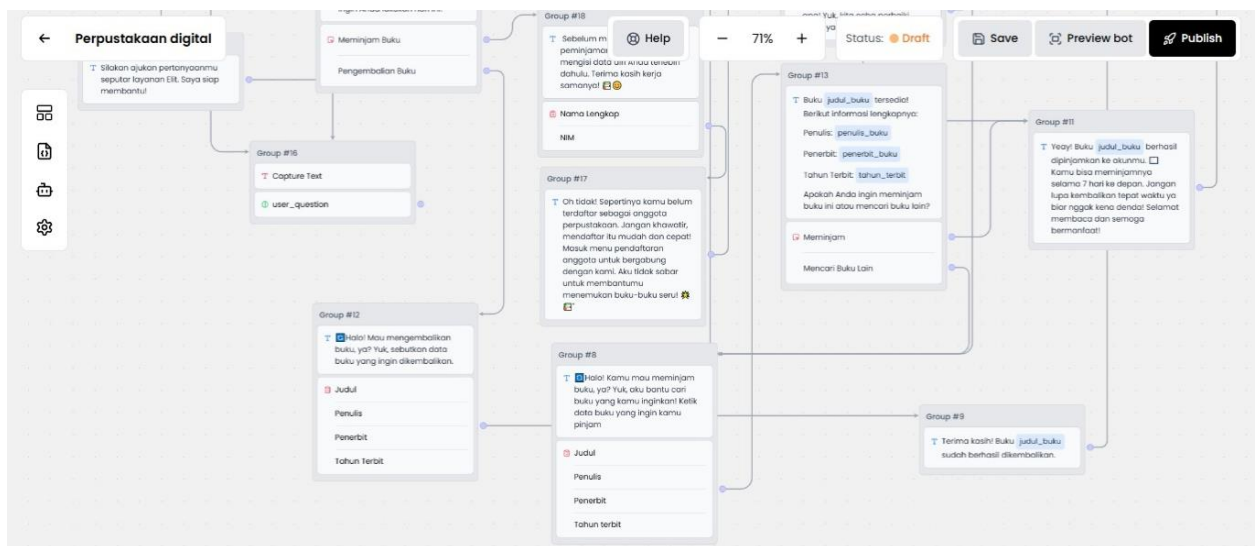 Perpustakaan digital
Help
71%
Status: Draft
Save
Preview bot
Publish
Silakan ajukan pertanyaanmu
seputar layanan Elit. Saya siap
membantu!
Meminjam Buku
Pengembalian Buku
Group #16
Capture Text
user_question
Group #18
Sebelum
mengisi data
dahulu. Terima kasih kerja
samanya!
Nama Lengkap
NIM
Group #17
Oh tidak! Sepertinya kamu belum
terdaftar sebagai anggota
perpustakaan. Jangan khawatir,
mendaftar itu mudah dan cepat!
Masuk menu pendaftaran
anggota untuk bergabung
dengan kami. Aku tidak sabar
untuk membantumu
menemukan buku-buku seru!
Group #13
Buku judul_buku tersedia!
Berikut informasi lengkapnya:
Penulis: penulis_buku
Penerbit: penerbit_buku
Tahun Terbit: tahun_terbit
Apakah Anda ingin meminjam
buku ini atau mencari buku lain?
Meminjam
Mencari Buku Lain
Group #11
Yeay! Buku judul_buku berhasil
dipinjamkan ke akunmu.
Kamu bisa meminjamnya
selama 7 hari ke depan. Jangan
lupa kembalikan tepat waktu ya
biar nggak kena denda! Selamat
membaca dan semoga
bermanfaat!
Group #12
Halo! Mau mengembalikan
buku, ya? Yuk, sebutkan data
buku yang ingin dikembalikan.
Judul
Penulis
Penerbit
Tahun Terbit
Group #8
Halo! Kamu mau meminjam
buku, ya? Yuk, aku bantu cari
buku yang kamu inginkan! Ketik
data buku yang ingin kamu
pinjam
Judul
Penulis
Penerbit
Tahun terbit
Group #9
Terima kasih! Buku judul_buku
sudah berhasil dikembalikan.